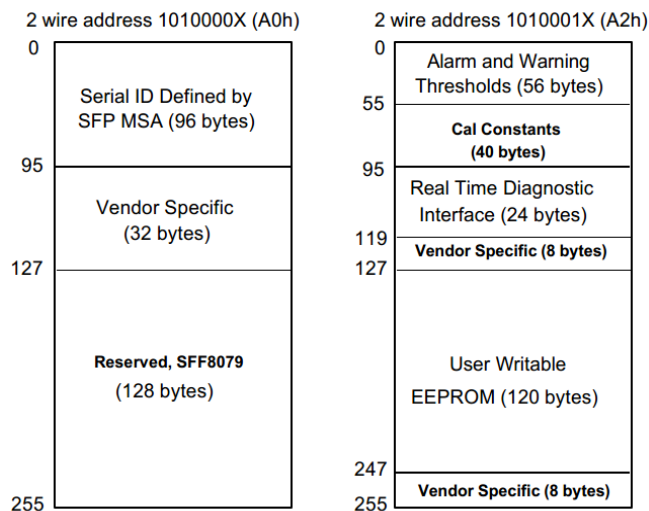 2 wire address 1010000X (A0h)
0
Serial ID Defined by
SFP MSA (96 bytes)
95
Vendor Specific
(32 bytes)
127
Reserved, SFF8079
(128 bytes)
255
2 wire address 1010001X (A2h)
0
Alarm and Warning
Thresholds (56 bytes)
55
Cal Constants
(40 bytes)
95
Real Time Diagnostic
Interface (24 bytes)
119
Vendor Specific (8 bytes)
127
User Writable
EEPROM (120 bytes)
247
Vendor Specific (8 bytes)
255